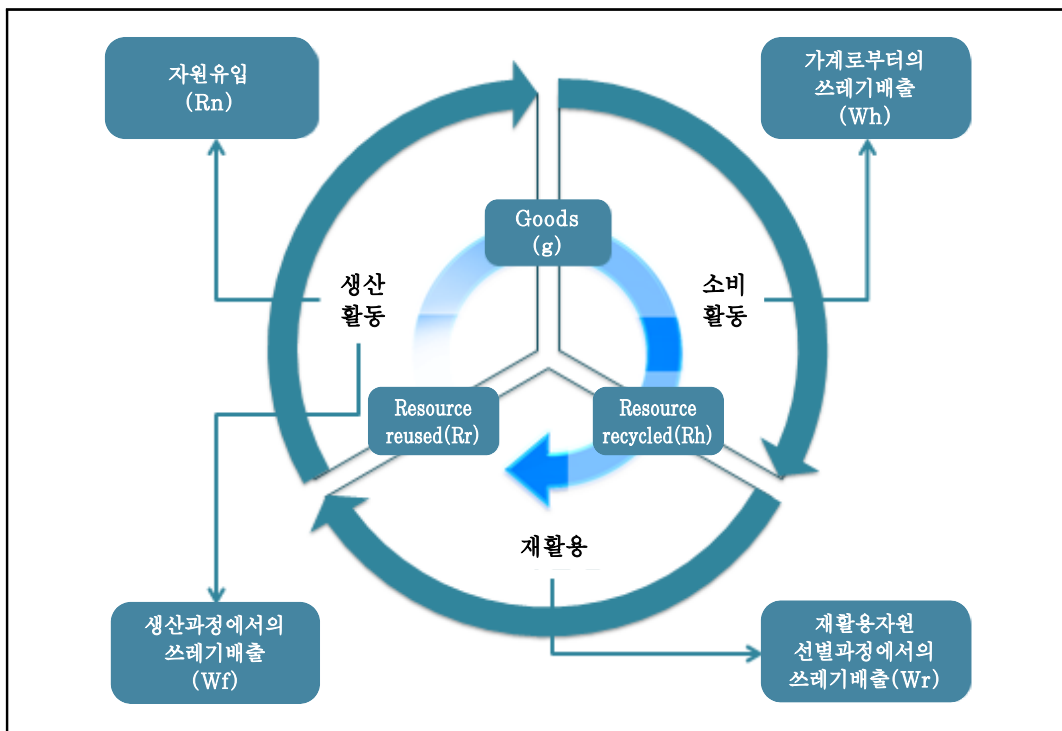 자원유입
(Rn)
가계로부터의
쓰레기배출
(Wh)
Goods
(g)
생산
활동
소비
활동
Resource
reused(Rr)
Resource
recycled(Rh)
재활용
생산과정에서의
쓰레기배출
(Wf)
재활용자원
선별과정에서의
쓰레기배출(Wr)